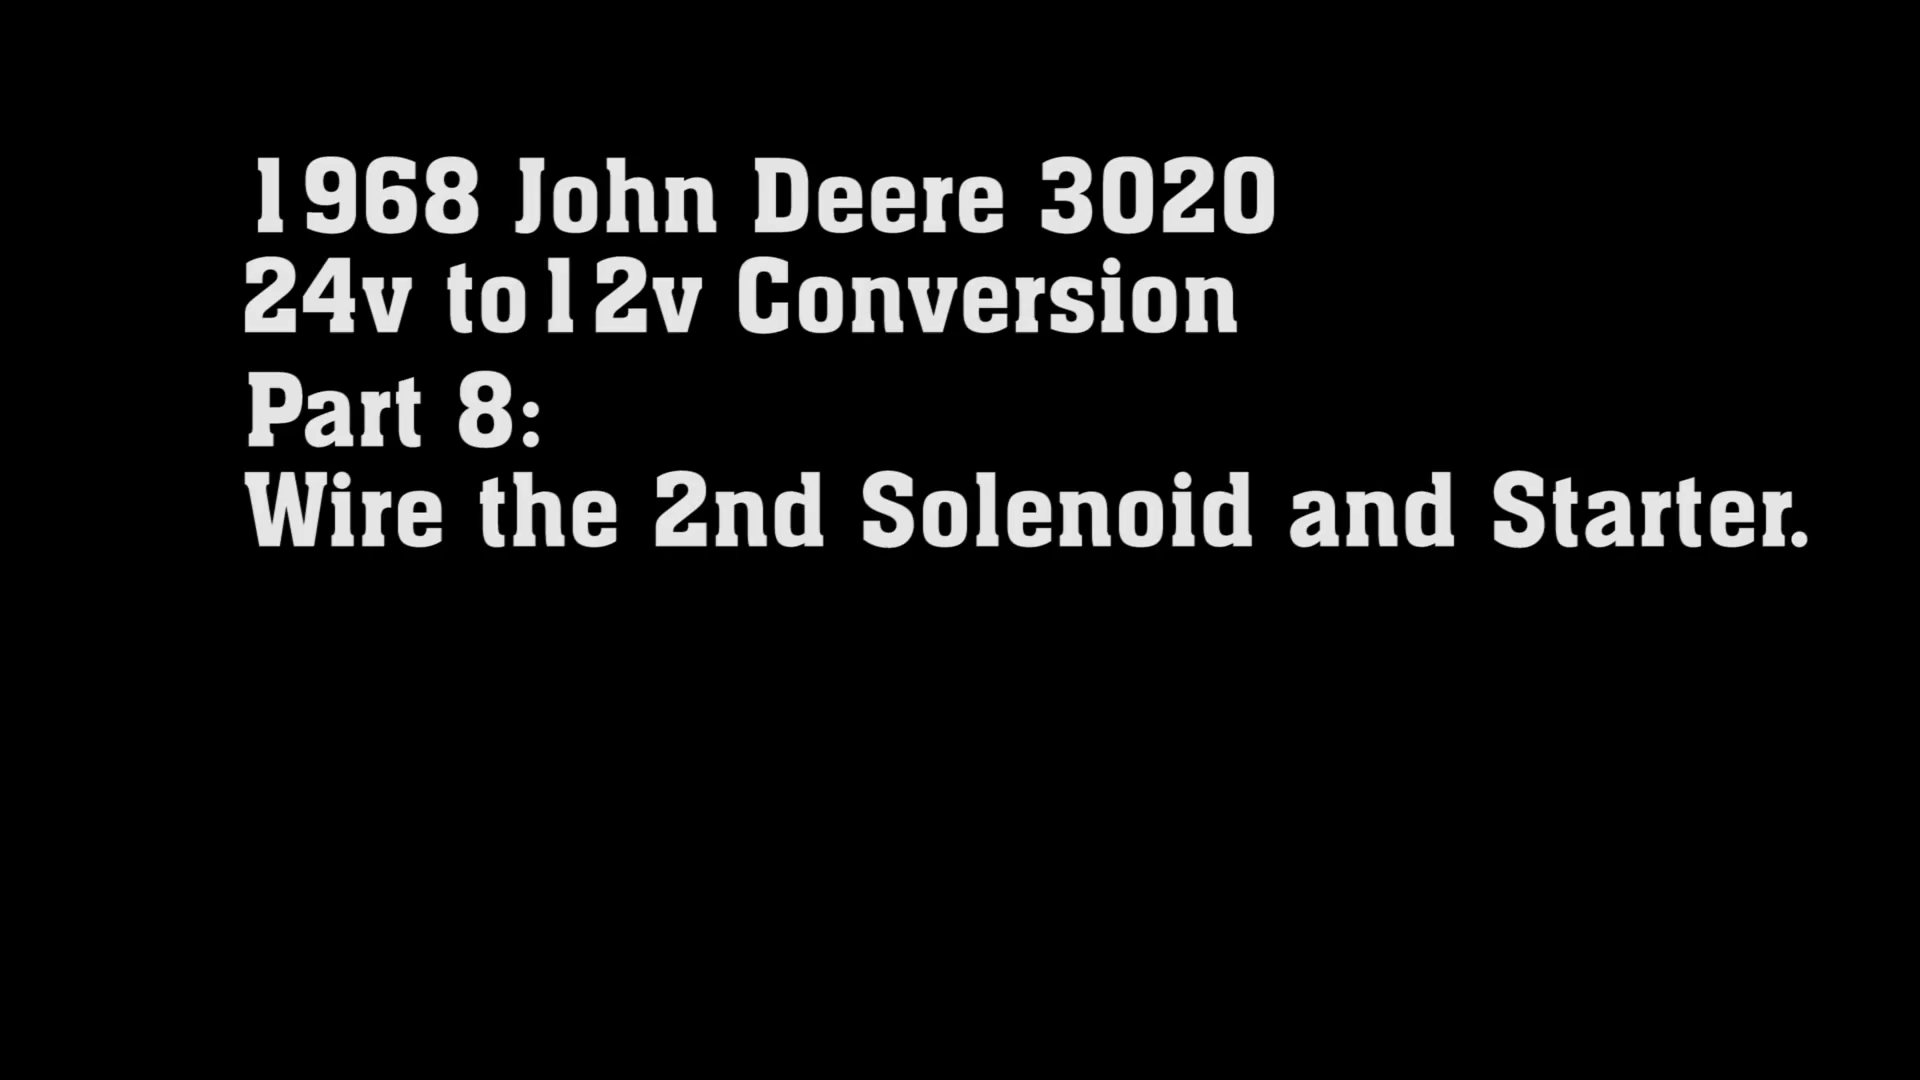 1968 John Deere 3020
24v to12v Conversion
Part 8:
Wire the 2nd Solenoid and Starter.